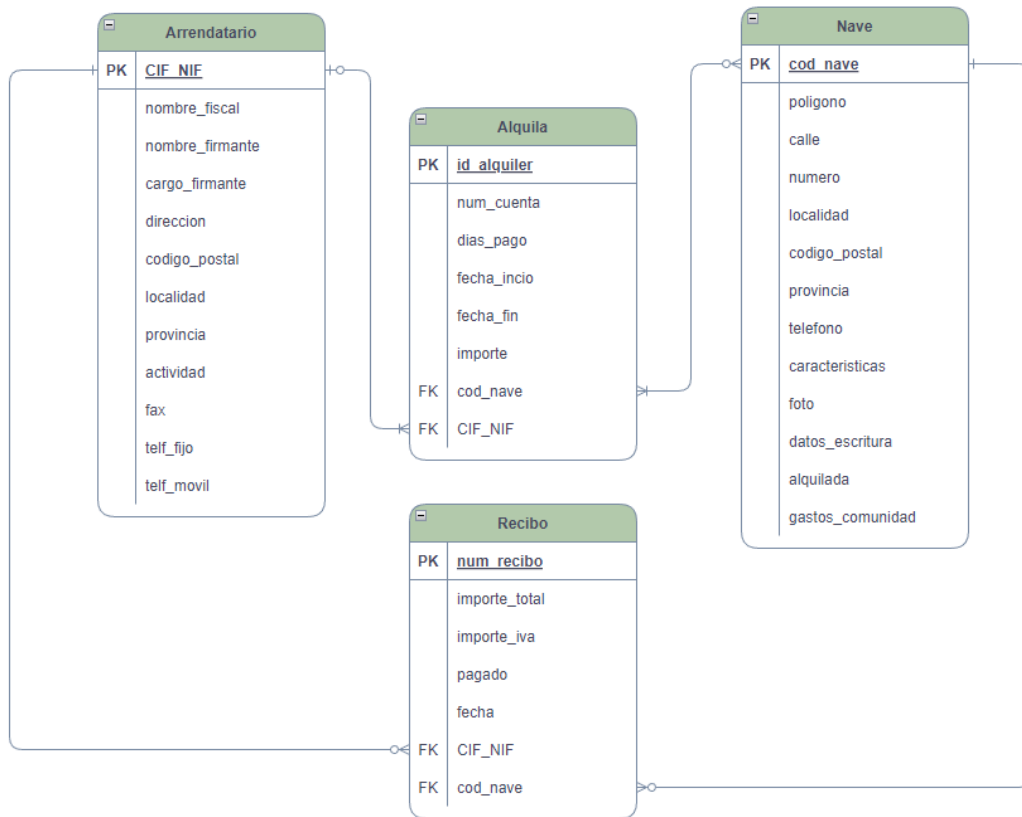 Arrendatario
PK CIF_NIF
nombre_fiscal
nombre_firmante
cargo_firmante
direccion
codigo_postal
localidad
provincia
actividad
fax
telf_fijo
telf_movil
Alquila
PK id_alquiler
num_cuenta
dias_pago
fecha_incio
fecha_fin
importe
FK cod_nave
FK CIF_NIF
Recibo
PK num_recibo
importe_total
importe_iva
pagado
fecha
FK CIF_NIF
FK cod_nave
Nave
PK cod_nave
poligono
calle
numero
localidad
codigo_postal
provincia
telefono
caracteristicas
foto
datos_escritura
alquilada
gastos_comunidad